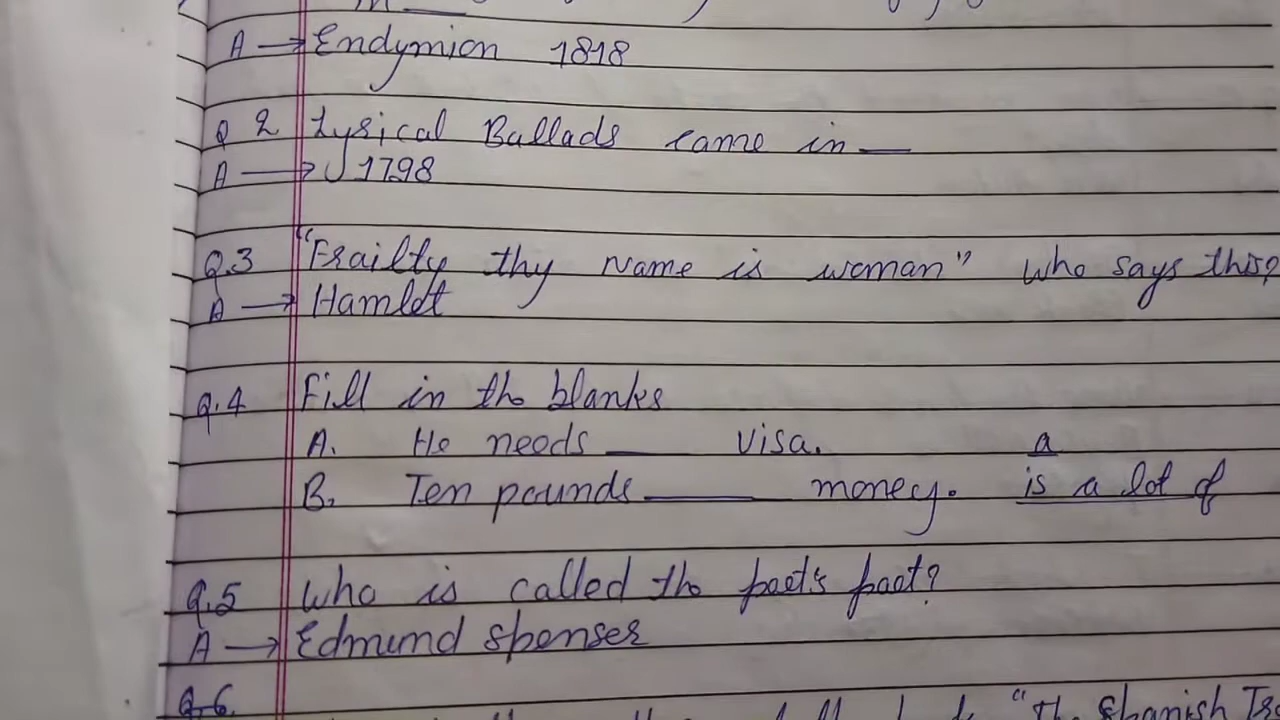 A → Endymion 1818
Q 2 Lyrical Ballads came in __
A → 1798
Q.3 "Frailty thy Name is woman" who says this?
A → Hamlet
Q.4 Fill in the blanks
A. He needs __ visa. a
B. Ten pounds ____ money. is a lot of
Q.5 Who is called the poet's poet?
A → Edmund Spenser
Q.6 "The Spanish